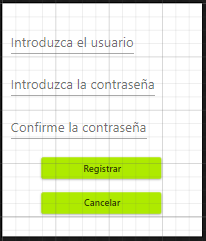 Introduzca el usuario
Introduzca la contraseña
Confirme la contraseña
Registrar
Cancelar